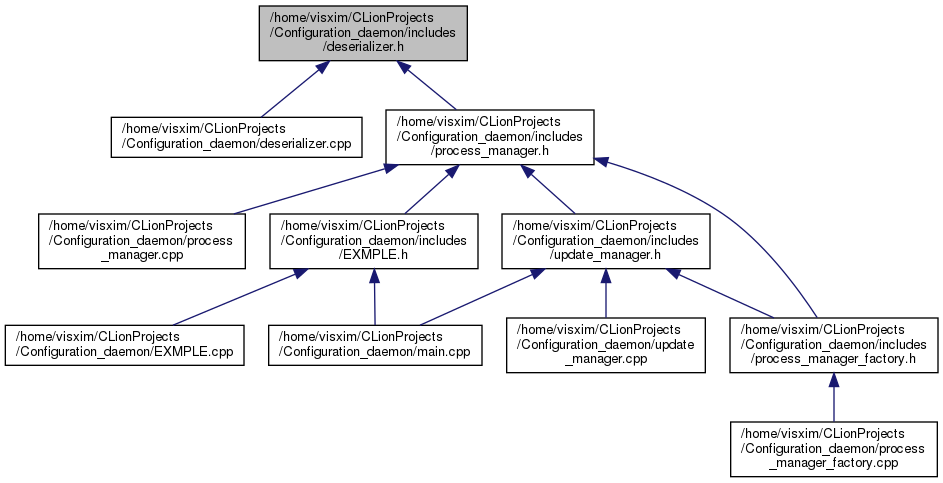 /home/visxim/CLionProjects
/Configuration_daemon/includes
/deserializer.h
/home/visxim/CLionProjects
/Configuration_daemon/deserializer.cpp
/home/visxim/CLionProjects
/Configuration_daemon/includes
/process_manager.h
/home/visxim/CLionProjects
/Configuration_daemon/process
_manager.cpp
/home/visxim/CLionProjects
/Configuration_daemon/includes
/EXMPLE.h
/home/visxim/CLionProjects
/Configuration_daemon/includes
/update_manager.h
/home/visxim/CLionProjects
/Configuration_daemon/EXMPLE.cpp
/home/visxim/CLionProjects
/Configuration_daemon/main.cpp
/home/visxim/CLionProjects
/Configuration_daemon/update
_manager.cpp
/home/visxim/CLionProjects
/Configuration_daemon/includes
/process_manager_factory.h
/home/visxim/CLionProjects
/Configuration_daemon/process
_manager_factory.cpp